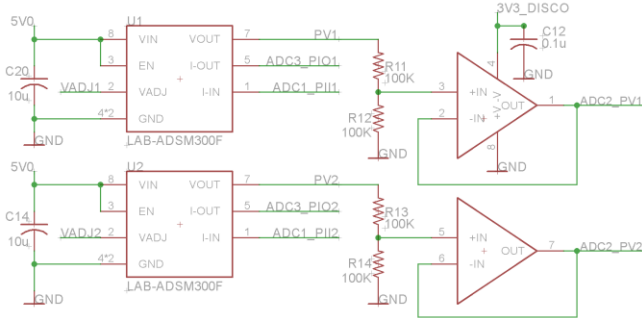 5V0
C20
10u
VADJ1
GND
U1
8 VIN VOUT 7 PV1
3 EN I-OUT 5 ADC3_PIO1
2 VADJ I-IN 1 ADC1_PII1
4*2 GND
LAB-ADSM300F
R11
100K
R12
100K
GND
3V3_DISCO
C12
0.1u
GND
4
3 +IN
2 -IN
+V -V
OUT 1 ADC2_PV1
8
GND
5V0
C14
10u
VADJ2
GND
U2
8 VIN VOUT 7 PV2
3 EN I-OUT 5 ADC3_PIO2
2 VADJ I-IN 1 ADC1_PII2
4*2 GND
LAB-ADSM300F
R13
100K
R14
100K
GND
5 +IN
6 -IN
OUT 7 ADC2_PV2